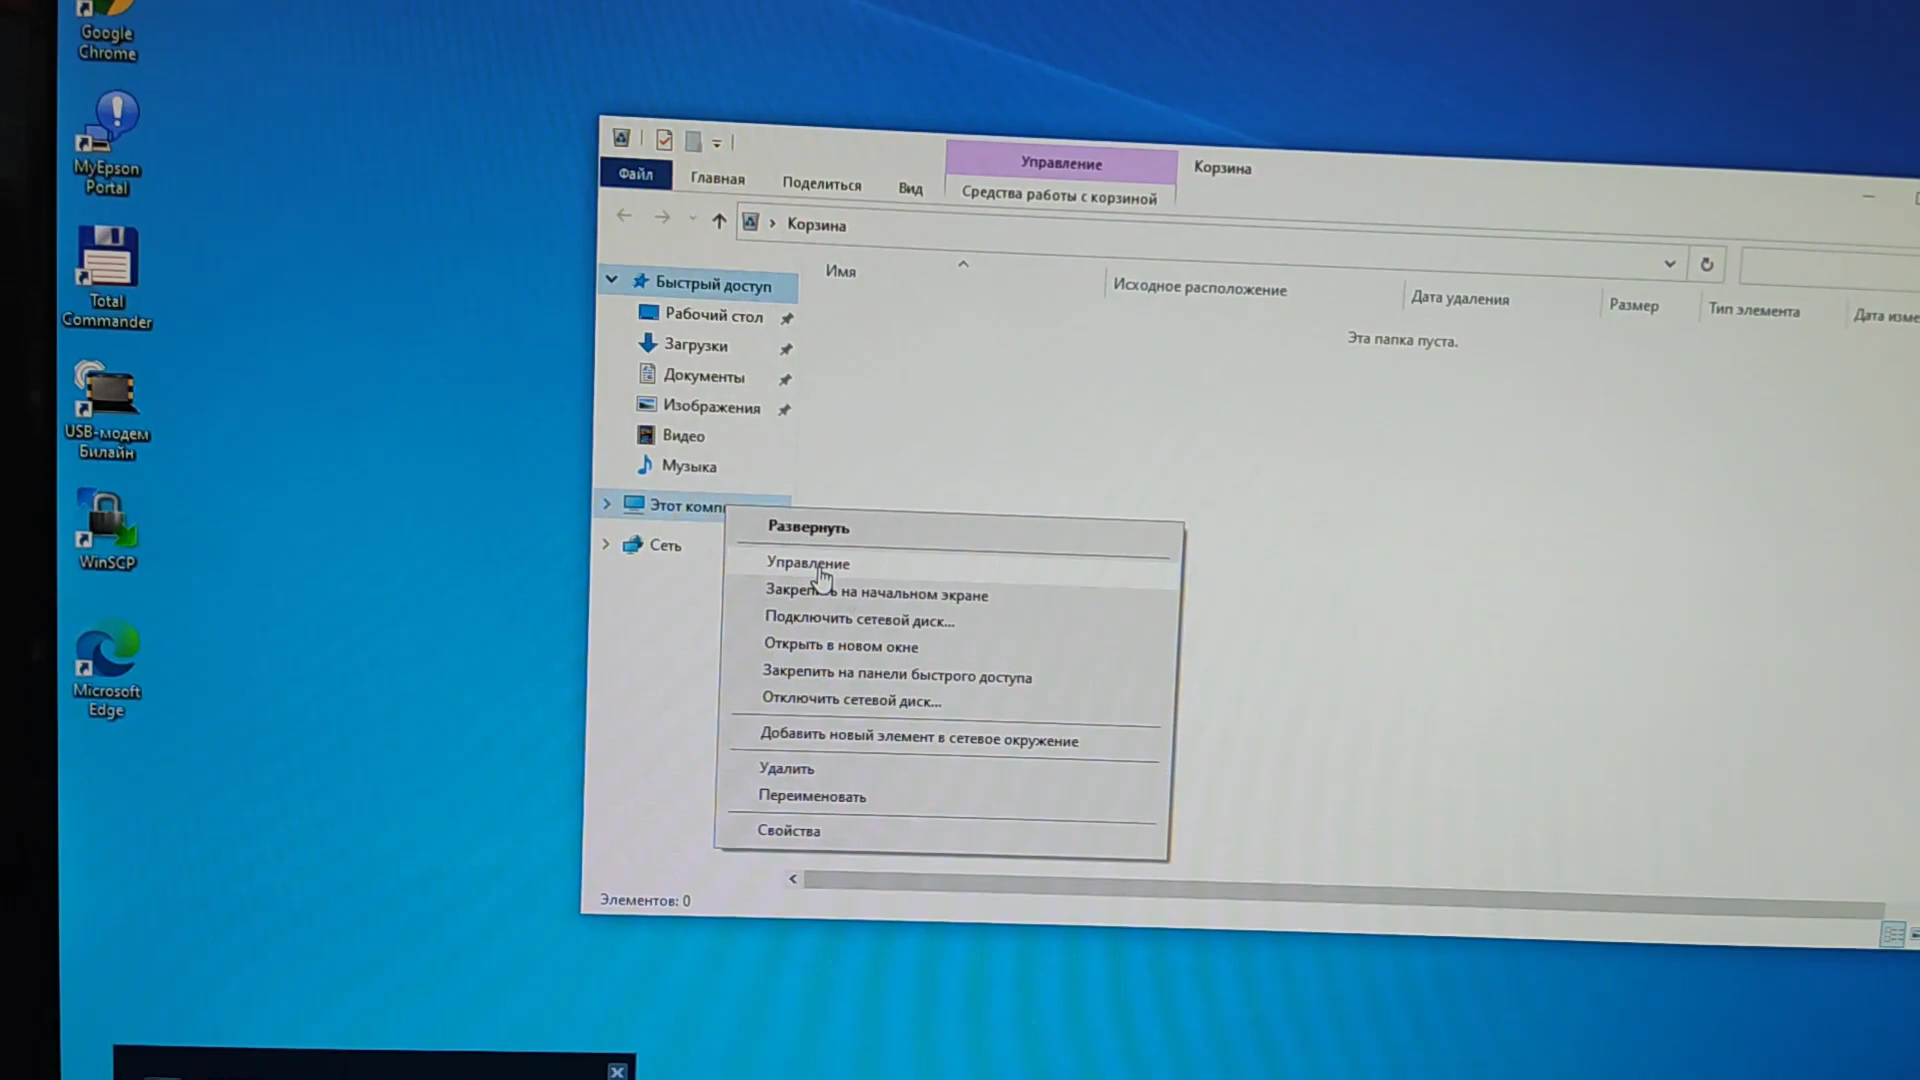 Google
Chrome
MyEpson
Portal
Total
Commander
USB-модем
Билайн
WinSCP
Microsoft
Edge
Управление
Корзина
Файл
Главная
Поделиться
Вид
Средства работы с корзиной
Корзина
Имя
Исходное расположение
Дата удаления
Размер
Тип элемента
Дата изме
Эта папка пуста.
Быстрый доступ
Рабочий стол
Загрузки
Документы
Изображения
Видео
Музыка
Этот комп
Сеть
Развернуть
Управление
Закрепить на начальном экране
Подключить сетевой диск...
Открыть в новом окне
Закрепить на панели быстрого доступа
Отключить сетевой диск...
Добавить новый элемент в сетевое окружение
Удалить
Переименовать
Свойства
Элементов: 0